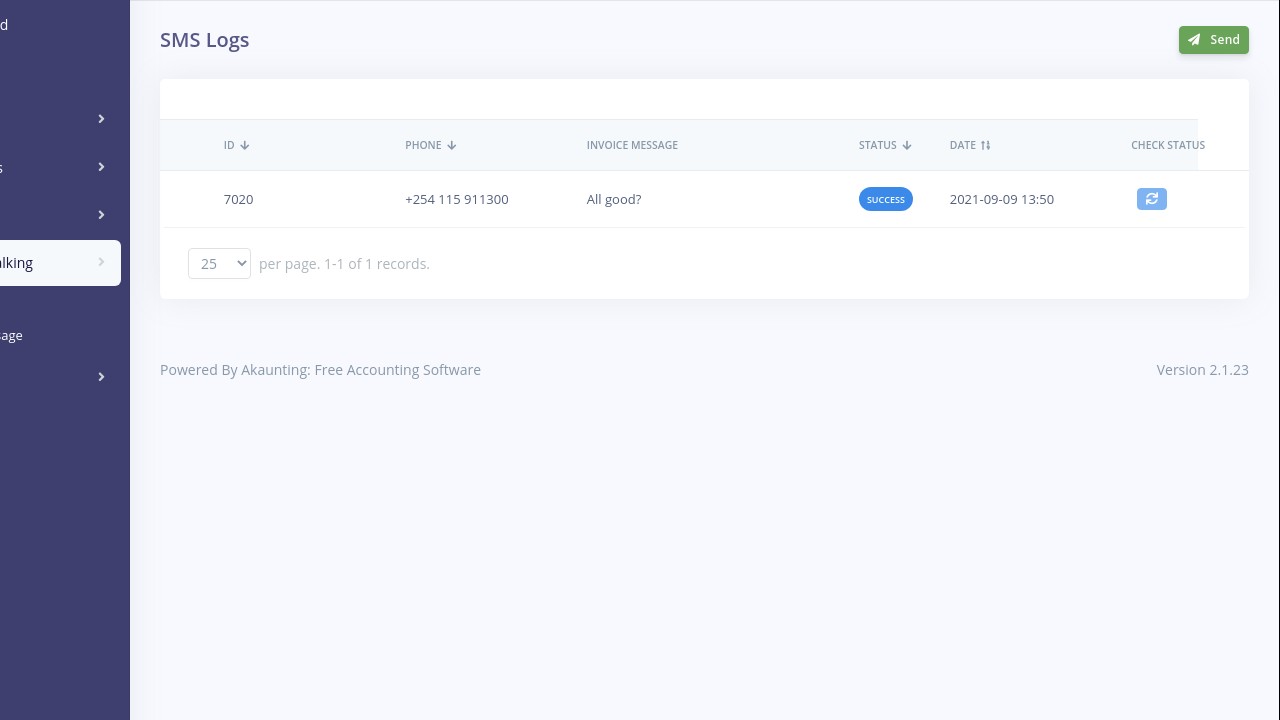 d
SMS Logs
Send
ID PHONE INVOICE MESSAGE STATUS DATE CHECK STATUS
s
7020 +254 115 911300 All good? SUCCESS 2021-09-09 13:50
alking
25 per page. 1-1 of 1 records.
sage
Powered By Akaunting: Free Accounting Software Version 2.1.23